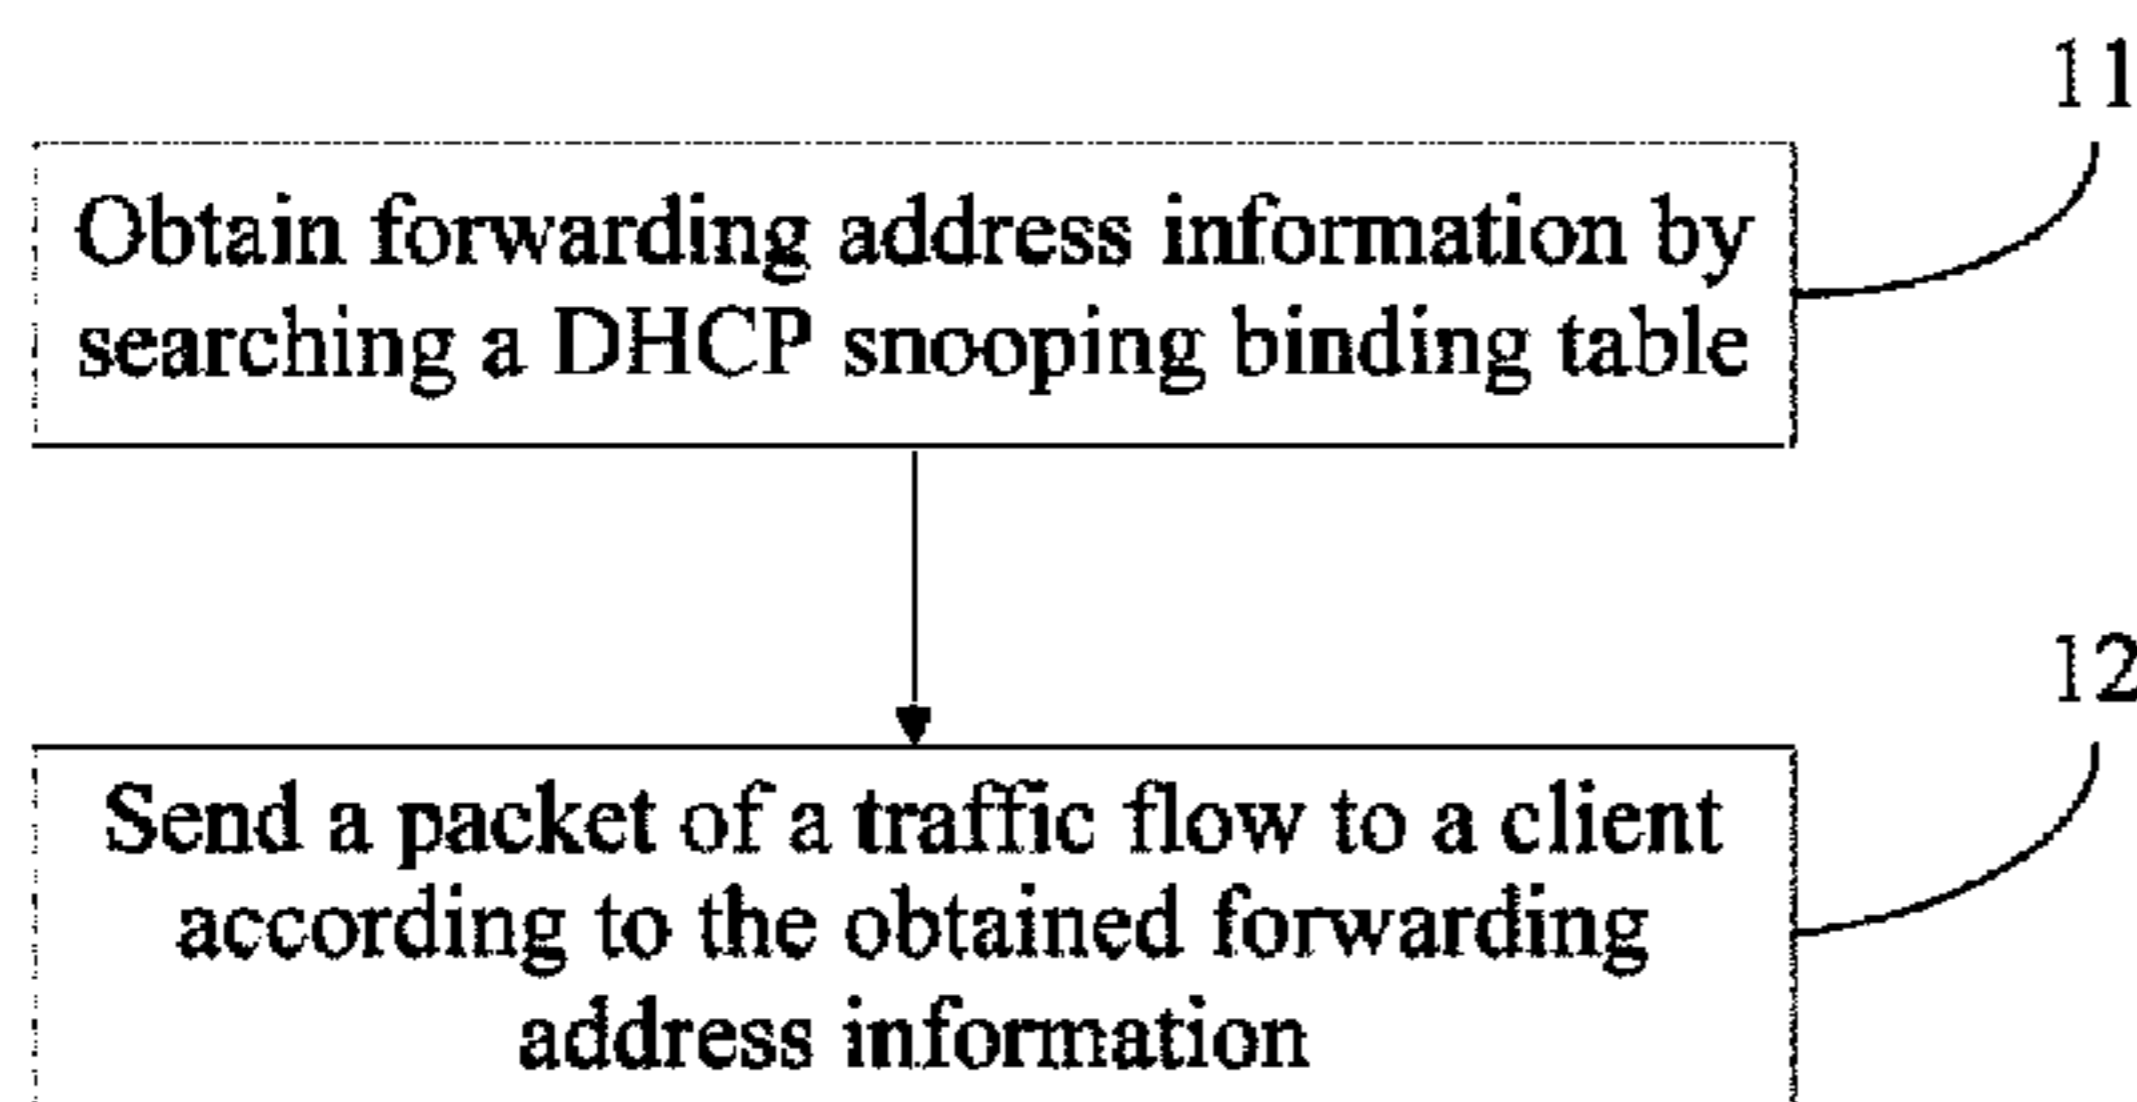 11
Obtain forwarding address information by
searching a DHCP snooping binding table
12
Send a packet of a traffic flow to a client
according to the obtained forwarding
address information